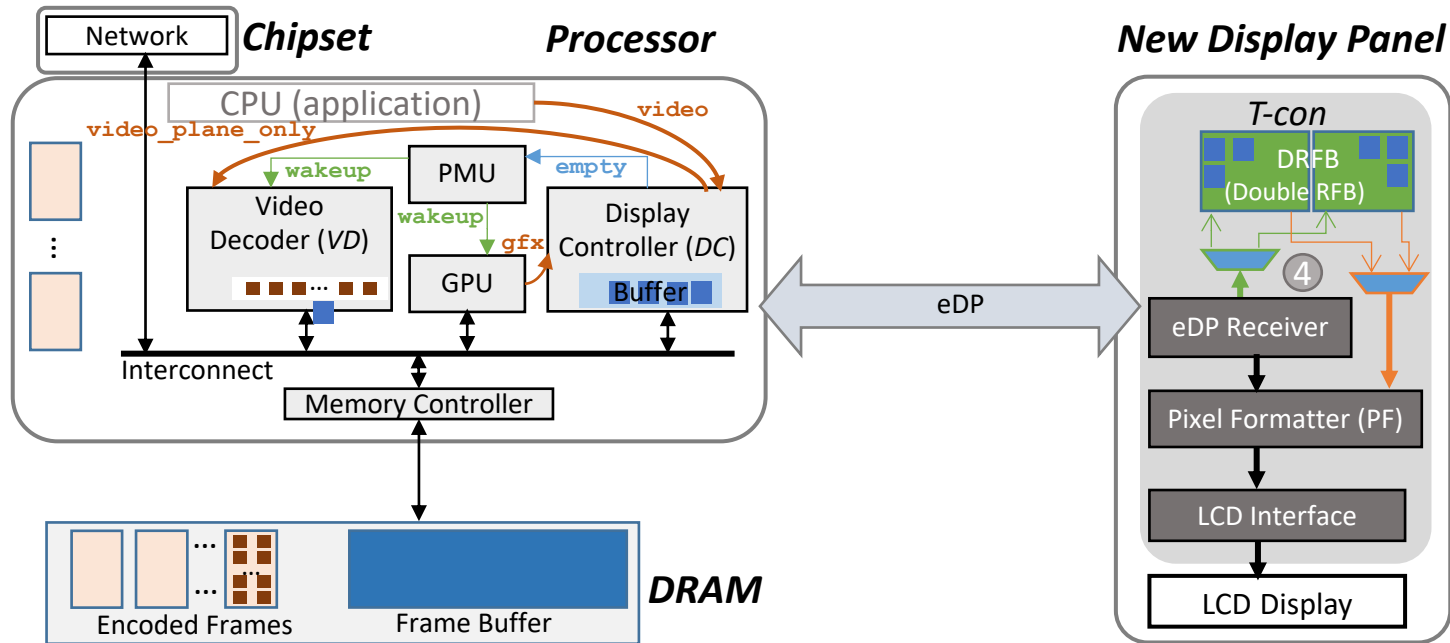 Network
Chipset
Processor
New Display Panel
CPU (application)
video
video_plane_only
T-con
wakeup
PMU
empty
DRFB
(Double RFB)
Video
Decoder (VD)
wakeup
gfx
Display
Controller (DC)
...
GPU
Buffer
...
4
eDP
eDP Receiver
Interconnect
Memory Controller
Pixel Formatter (PF)
LCD Interface
...
...
...
DRAM
Encoded Frames
Frame Buffer
LCD Display